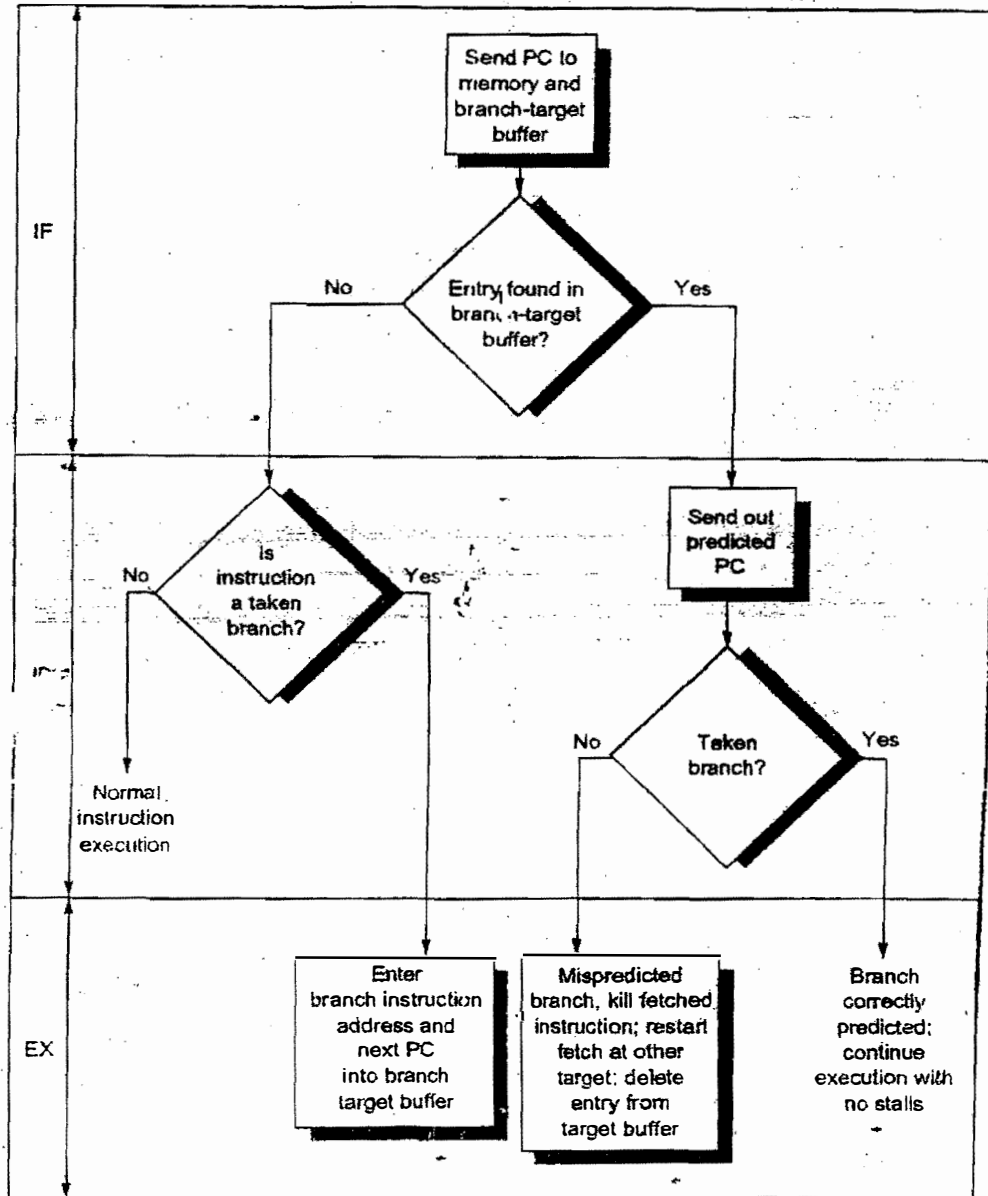 Send PC to
memory and
branch-target
buffer
IF
No
Entry found in
branch-target
buffer?
Yes
No
Is
instruction
a taken
branch?
Yes
Send out
predicted
PC
No
Taken
branch?
Yes
Normal
instruction
execution
EX
Enter
branch instruction
address and
next PC
into branch
target buffer
Mispredicted
branch, kill fetched
instruction; restart
fetch at other
target; delete
entry from
target buffer
Branch
correctly
predicted;
continue
execution with
no stalls